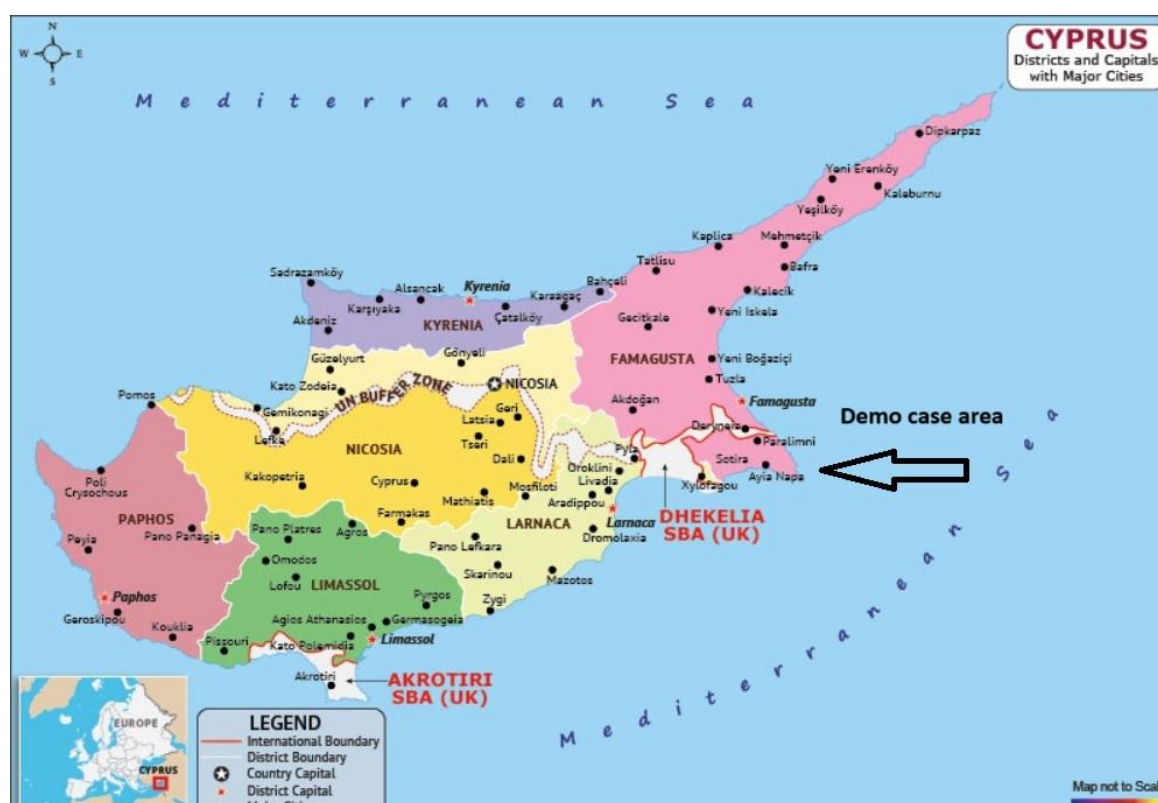 N
W E
S
CYPRUS
Districts and Capitals
with Major Cities
Mediterranean Sea
Dipkarpaz
Yeni Erenköy
Kaleburnu
Yeşilköy
Kaplica
Mehmetçik
Tatlisu
Bafra
Sadrazamköy
Alsancak
Kyrenia
Bahçeli
Karaagaç
Kalecik
Karşıyaka
Çatalköy
Yeni Iskela
Akdeniz
KYRENIA
Gecitkale
Güzelyurt
Gönyeli
FAMAGUSTA
Yeni Boğaziçi
Kato Zodeia
UN BUFFER ZONE
NICOSIA
Tuzla
Pomos
Gemikonagi
Geri
Akdoğan
Famagusta
Latsia
Demo case area
Lefka
NICOSIA
Tseri
Deryneia
Paralimni
Pyla
Dali
Oroklini
Sotira
Poli
Crysochous
Kakopetria
Cyprus
Livadia
Ayia Napa
Mathiatis
Mosfiloti
Aradippou
Xylofagou
PAPHOS
Farmakas
LARNACA
Larnaca
DHEKELIA
SBA (UK)
Pano Panagia
Pano Platres
Agros
Dromolaxia
Peyia
Pano Lefkara
Omodos
Skarinou
Mazotos
Lofou
LIMASSOL
Paphos
Pyrgos
Zygi
Geroskipou
Agios Athanasios
Germasogeia
Kouklia
Limassol
Pissouri
Kato Polemidia
Akrotiri
AKROTIRI
SBA (UK)
Mediterranean Sea
EUROPE
CYPRUS
LEGEND
International Boundary
District Boundary
Country Capital
District Capital
Map not to Scal